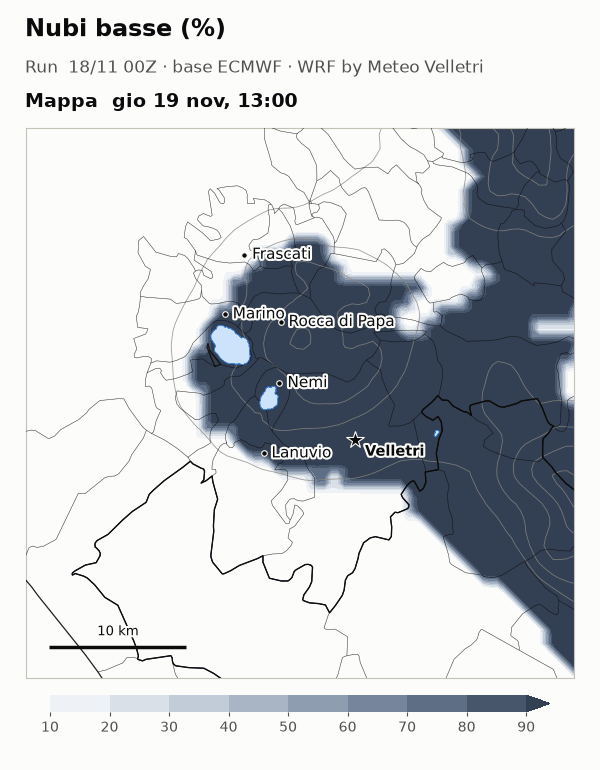 Nubi basse (%)
Run 18/11 00Z · base ECMWF · WRF by Meteo Velletri
Mappa gio 19 nov, 13:00
Frascati
Marino
Rocca di Papa
Nemi
Velletri
Lanuvio
10 km
10 20 30 40 50 60 70 80 90